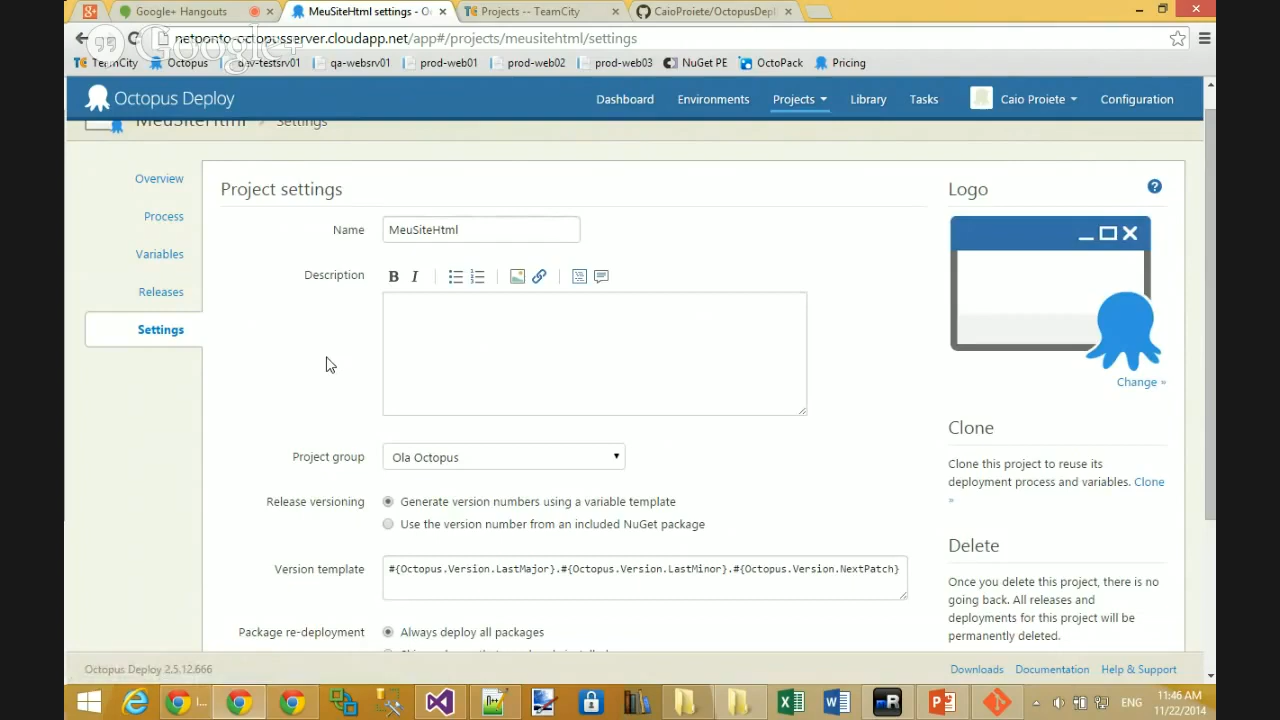 Google+ Hangouts
MeuSiteHtml settings - O
Projects -- TeamCity
CaioProiete/OctopusDepl
netponto-octopusserver.cloudapp.net/app#/projects/meusitehtml/settings
Google+
TeamCity
Octopus
dev-testsrv01
qa-websrv01
prod-web01
prod-web02
prod-web03
NuGet PE
OctoPack
Pricing
Octopus Deploy
Dashboard
Environments
Projects
Library
Tasks
Caio Proiete
Configuration
MeuSiteHtml
Settings
Overview
Process
Variables
Releases
Settings
Project settings
Name
MeuSiteHtml
Description
B I
Project group
Ola Octopus
Release versioning
Generate version numbers using a variable template
Use the version number from an included NuGet package
Version template
#{Octopus.Version.LastMajor}.#{Octopus.Version.LastMinor}.#{Octopus.Version.NextPatch}
Package re-deployment
Always deploy all packages
Logo
?
Change »
Clone
Clone this project to reuse its
deployment process and variables. Clone
»
Delete
Once you delete this project, there is no
going back. All releases and
deployments for this project will be
permanently deleted.
Octopus Deploy 2.5.12.666
Downloads
Documentation
Help & Support
ENG
11:46 AM
11/22/2014